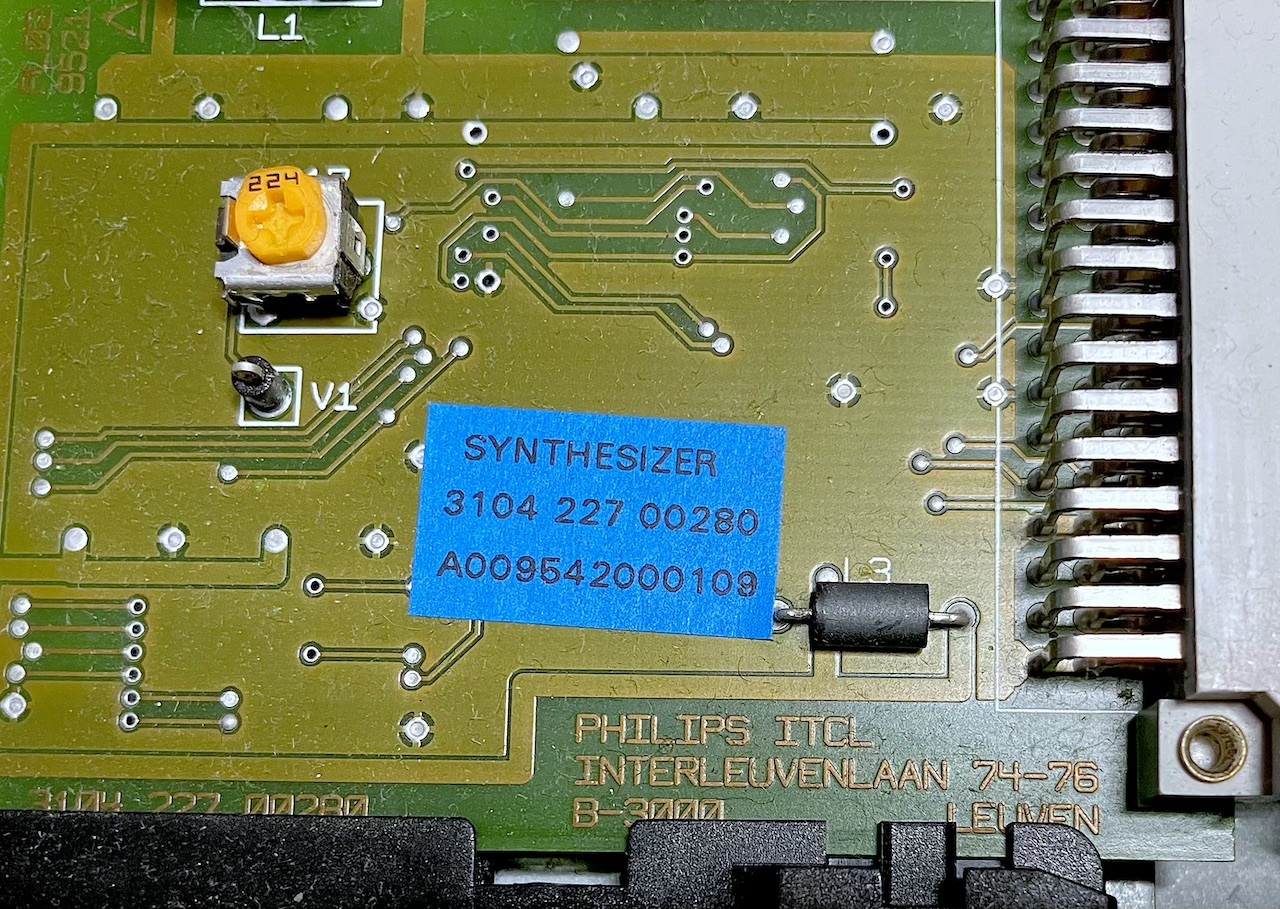 L1
9521
224
V1
SYNTHESIZER
3104 227 00280
A009542000109
L3
PHILIPS ITCL
INTERLEUVENLAAN 74-76
B-3000 LEUVEN
3104 227 00280